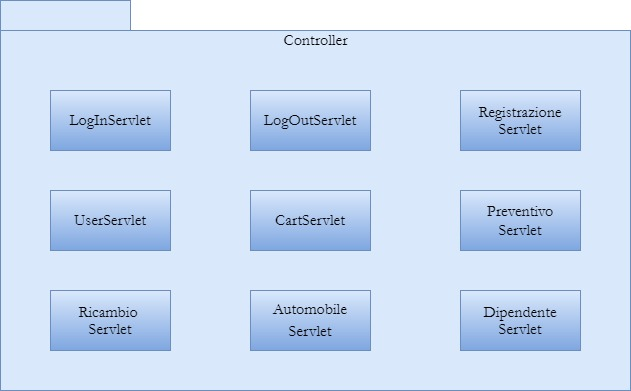 Controller
LogInServlet
LogOutServlet
Registrazione
Servlet
UserServlet
CartServlet
Preventivo
Servlet
Ricambio
Servlet
Automobile
Servlet
Dipendente
Servlet